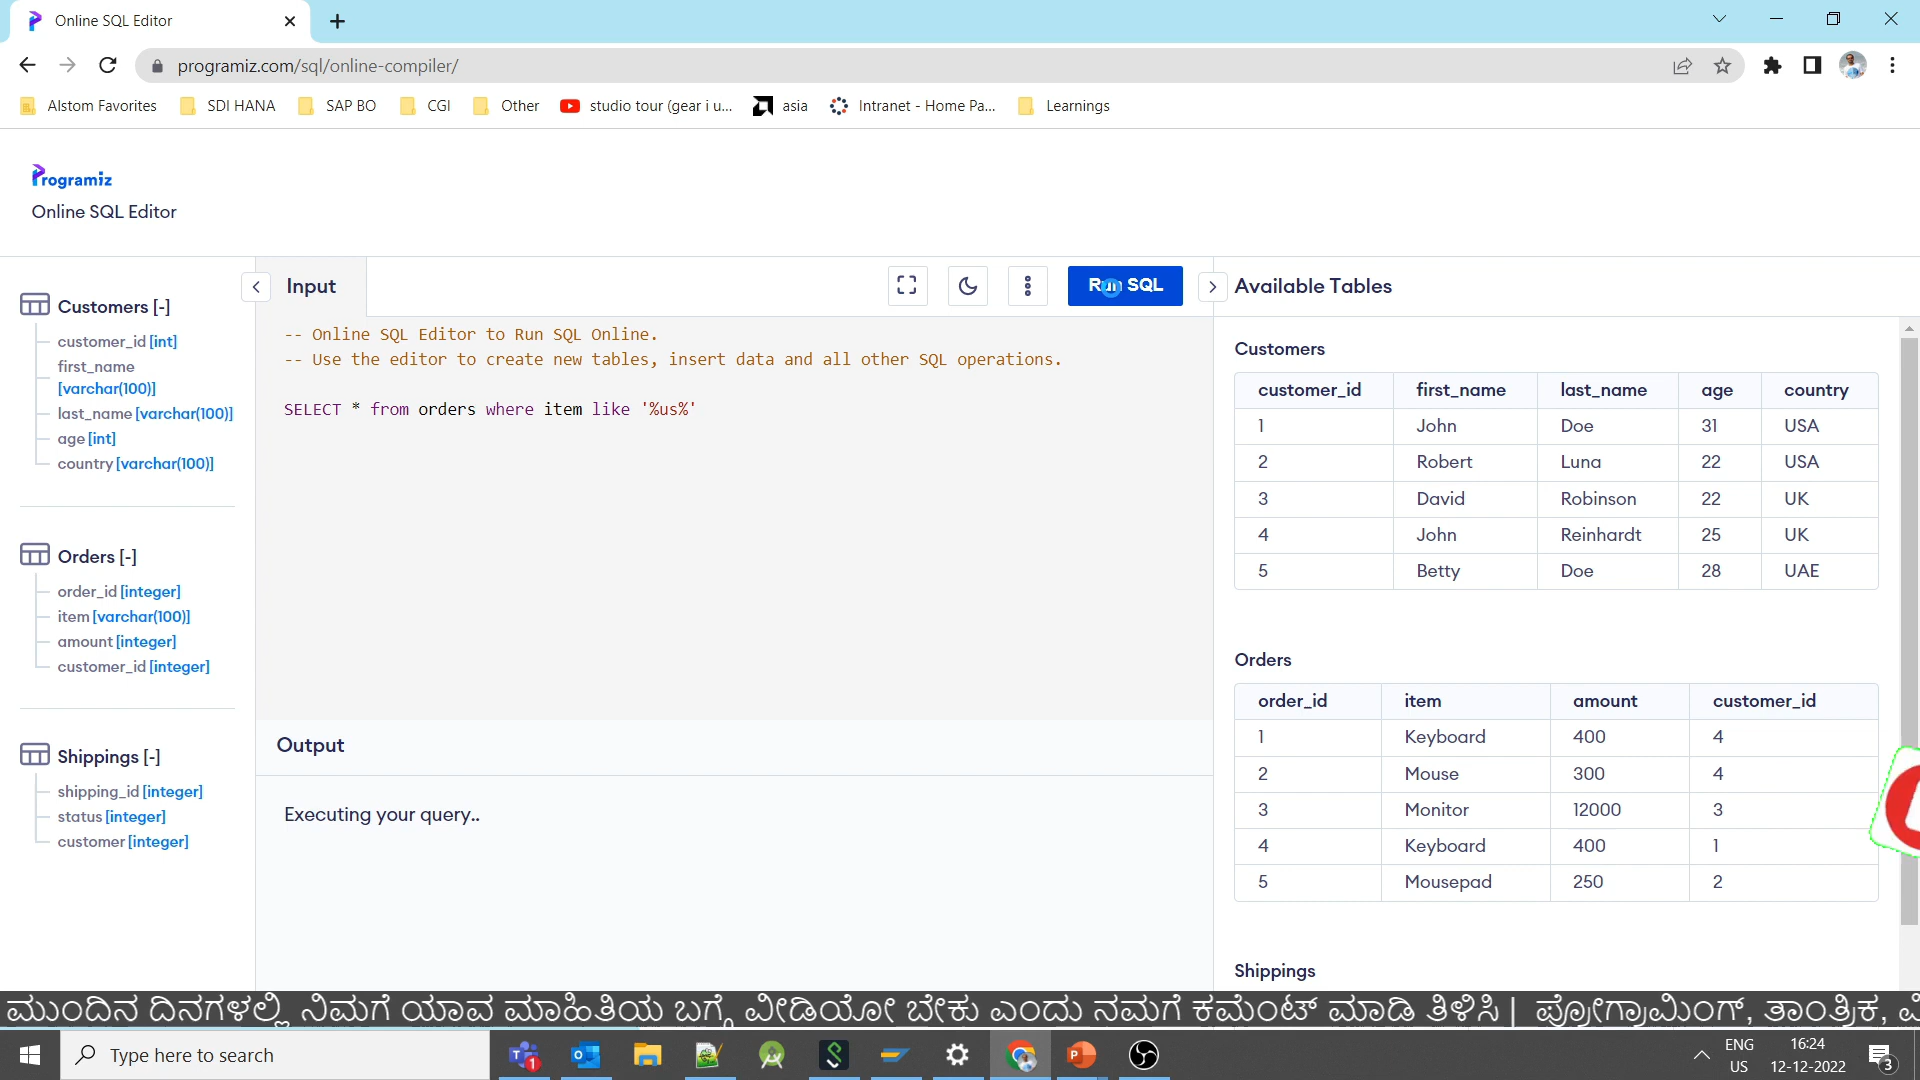 Online SQL Editor
programiz.com/sql/online-compiler/
Alstom Favorites SDI HANA SAP BO CGI Other studio tour (gear i u... asia Intranet - Home Pa... Learnings
Programiz
Online SQL Editor
Customers [-]
customer_id [int]
first_name
[varchar(100)]
last_name [varchar(100)]
age [int]
country [varchar(100)]
Orders [-]
order_id [integer]
item [varchar(100)]
amount [integer]
customer_id [integer]
Shippings [-]
shipping_id [integer]
status [integer]
customer [integer]
Input
Run SQL
-- Online SQL Editor to Run SQL Online.
-- Use the editor to create new tables, insert data and all other SQL operations.
SELECT * from orders where item like '%us%'
Output
Executing your query..
Available Tables
Customers
customer_id first_name last_name age country
1 John Doe 31 USA
2 Robert Luna 22 USA
3 David Robinson 22 UK
4 John Reinhardt 25 UK
5 Betty Doe 28 UAE
Orders
order_id item amount customer_id
1 Keyboard 400 4
2 Mouse 300 4
3 Monitor 12000 3
4 Keyboard 400 1
5 Mousepad 250 2
Shippings
ಮುಂದಿನ ದಿನಗಳಲ್ಲಿ ನಿಮಗೆ ಯಾವ ಮಾಹಿತಿಯ ಬಗ್ಗೆ ವೀಡಿಯೋ ಬೇಕು ಎಂದು ನಮಗೆ ಕಮೆಂಟ್ ಮಾಡಿ ತಿಳಿಸಿ | ಪ್ರೋಗ್ರಾಮಿಂಗ್, ತಾಂತ್ರಿಕ,
Type here to search
ENG
US
16:24
12-12-2022
3